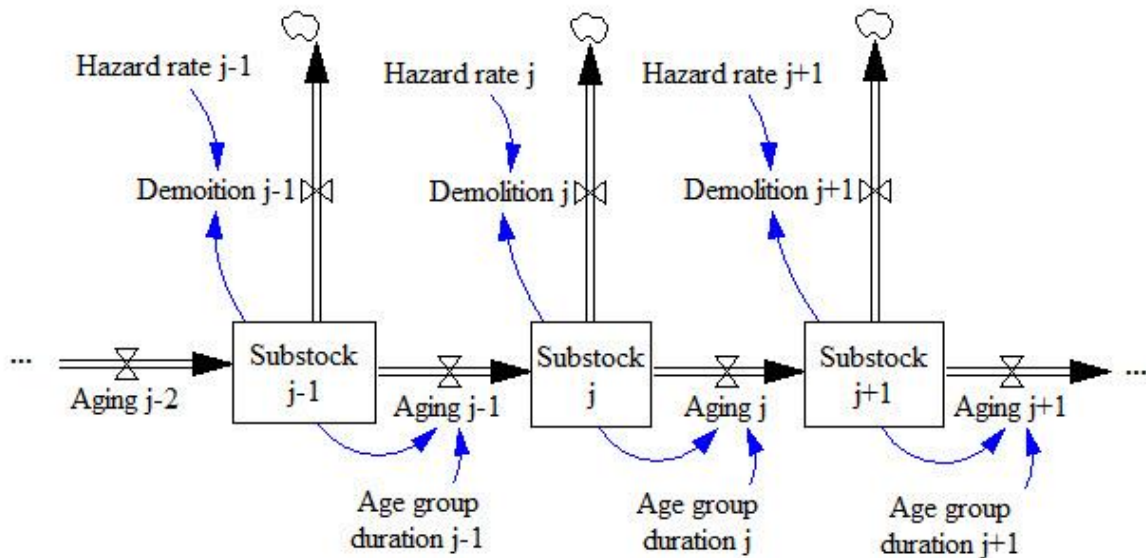 Hazard rate j-1
Hazard rate j
Hazard rate j+1
Demoition j-1
Demolition j
Demolition j+1
...
Substock
j-1
Substock
j
Substock
j+1
...
Aging j-2
Aging j-1
Aging j
Aging j+1
Age group
duration j-1
Age group
duration j
Age group
duration j+1